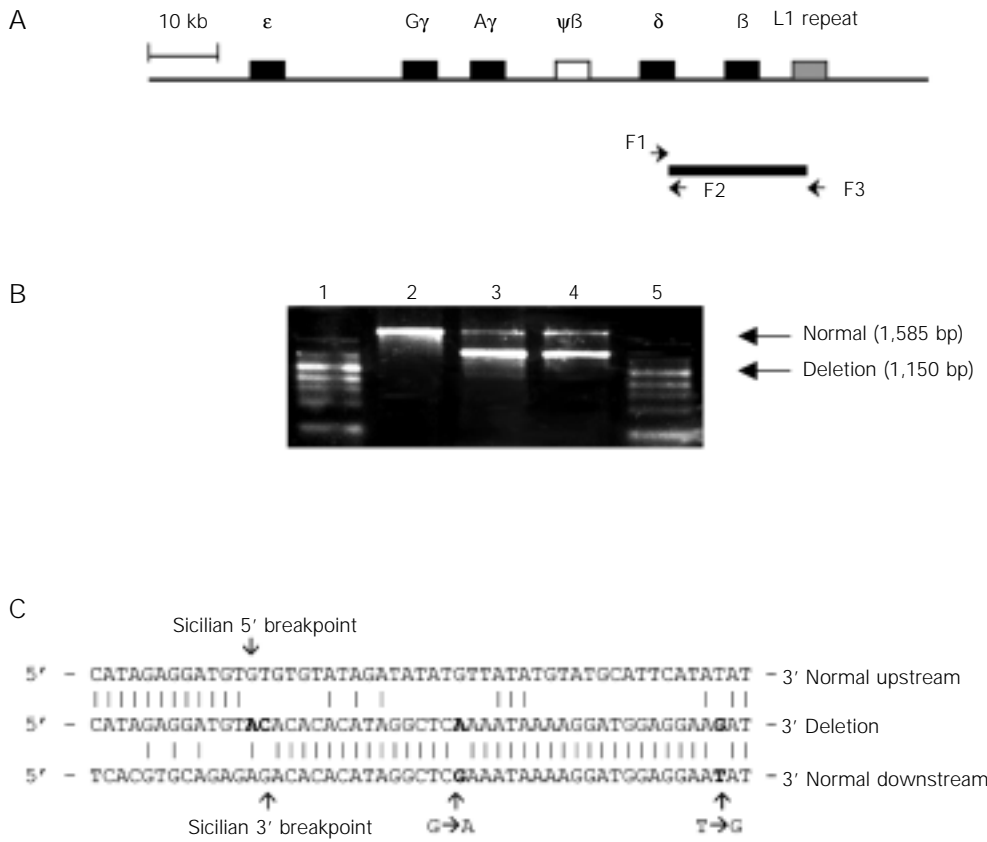 A
10 kb ε Gγ Aγ ψß δ ß L1 repeat
F1
F2 F3
B
1 2 3 4 5
Normal (1,585 bp)
Deletion (1,150 bp)
C
Sicilian 5′ breakpoint
5′ - CATAGAGGATGTGTGTGTATAGATATATGTTATATGTATGCATTCATATAT - 3′ Normal upstream
5′ - CATAGAGGATGTACACACACATAGGCTCAAAATAAAAGGATGGAGGAAGAT - 3′ Deletion
5′ - TCACGTGCAGAGAGACACACATAGGCTCGAAATAAAAGGATGGAGGAATAT - 3′ Normal downstream
Sicilian 3′ breakpoint G→A T→G